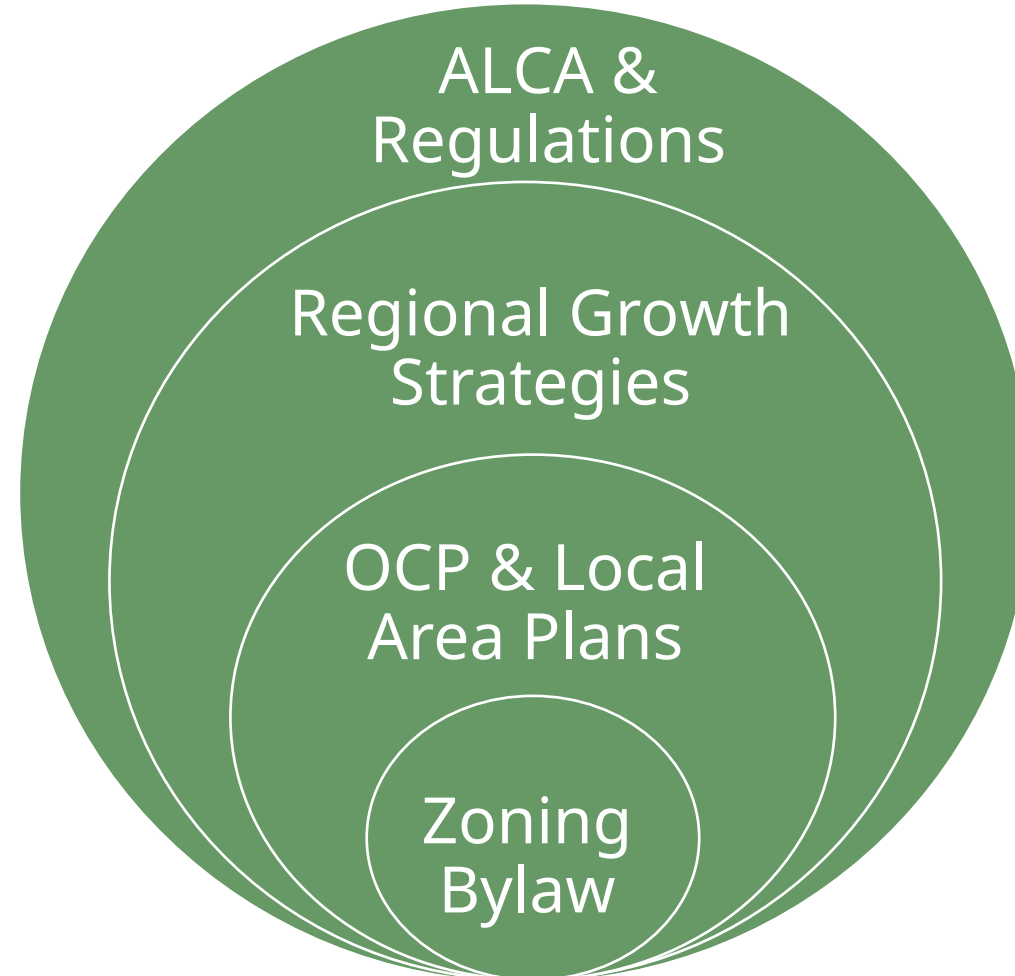 ALCA &
Regulations
Regional Growth
Strategies
OCP & Local
Area Plans
Zoning
Bylaw